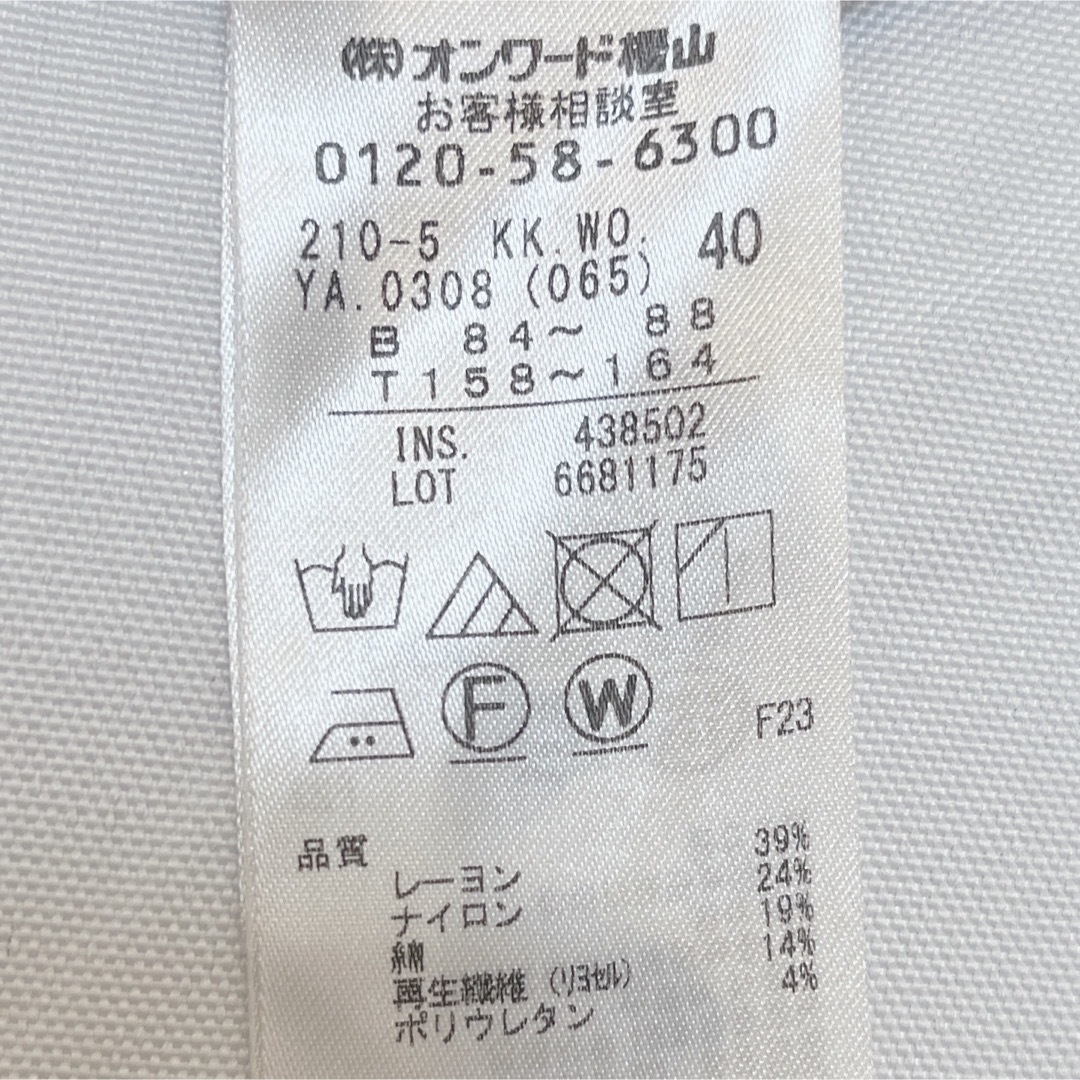 (株)オンワード樫山
お客様相談室
0120-58-6300
210-5 KK.WO. 40
YA.0308 (065)
B 84～ 88
T158～164
INS. 438502
LOT 6681175
F
W
F23
品質
レーヨン 39%
ナイロン 24%
綿 19%
再生繊維 (リヨセル) 14%
ポリウレタン 4%